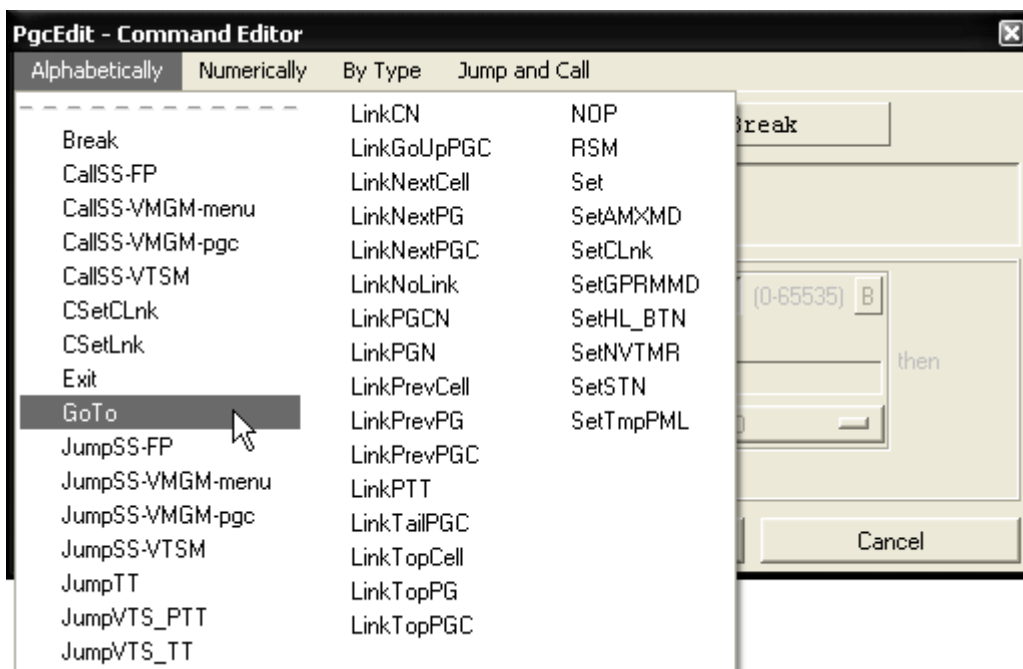 PgcEdit - Command Editor
Alphabetically Numerically By Type Jump and Call
Break
CallSS-FP
CallSS-VMGM-menu
CallSS-VMGM-pgc
CallSS-VTSM
CSetCLnk
CSetLnk
Exit
GoTo
JumpSS-FP
JumpSS-VMGM-menu
JumpSS-VMGM-pgc
JumpSS-VTSM
JumpTT
JumpVTS_PTT
JumpVTS_TT
LinkCN
LinkGoUpPGC
LinkNextCell
LinkNextPG
LinkNextPGC
LinkNoLink
LinkPGCN
LinkPGN
LinkPrevCell
LinkPrevPG
LinkPrevPGC
LinkPTT
LinkTailPGC
LinkTopCell
LinkTopPG
LinkTopPGC
NOP
RSM
Set
SetAMXMD
SetCLnk
SetGPRMMD
SetHL_BTN
SetNVTMR
SetSTN
SetTmpPML
Break
(0-65535) B
then
Cancel